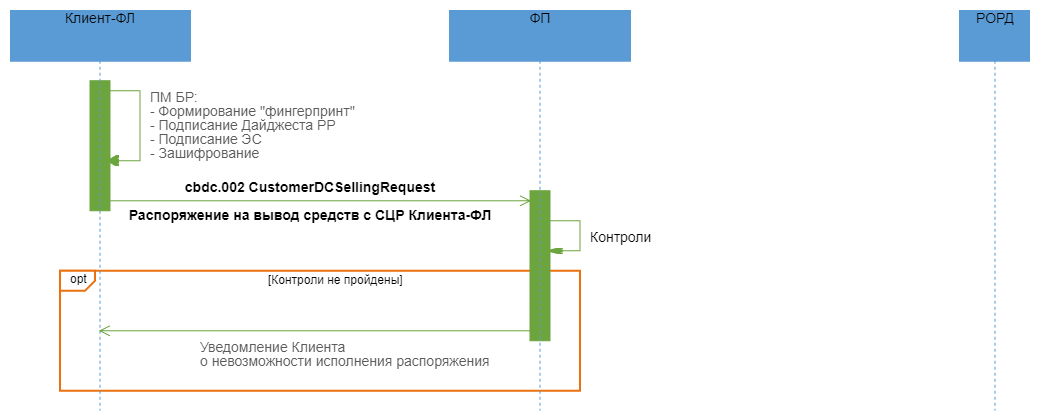 Клиент-ФЛ
ФП
РОРД
ПМ БР:
- Формирование "фингерпринт"
- Подписание Дайджеста РР
- Подписание ЭС
- Зашифрование
cbdc.002 CustomerDCSellingRequest
Распоряжение на вывод средств с СЦР Клиента-ФЛ
Контроли
opt
[Контроли не пройдены]
Уведомление Клиента
о невозможности исполнения распоряжения